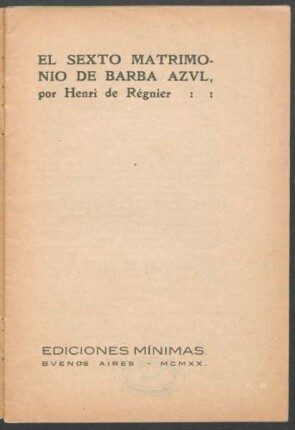 EL SEXTO MATRIMO-
NIO DE BARBA AZVL,
por Henri de Régnier : :
EDICIONES MÍNIMAS.
BVENOS AIRES - MCMXX.